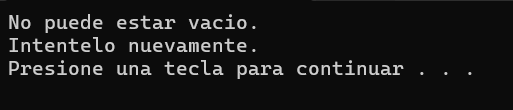 No puede estar vacio.
Intentelo nuevamente.
Presione una tecla para continuar . . .